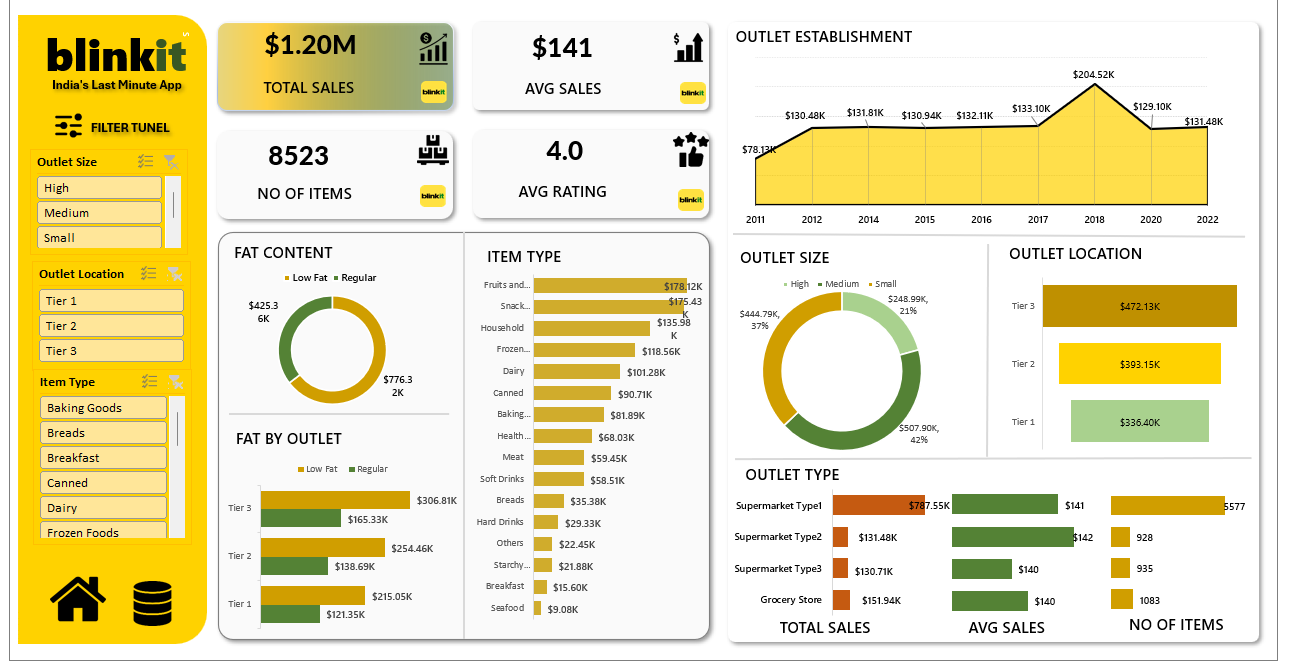 blinkit
India's Last Minute App
FILTER TUNEL
Outlet Size
High
Medium
Small
Outlet Location
Tier 1
Tier 2
Tier 3
Item Type
Baking Goods
Breads
Breakfast
Canned
Dairy
Frozen Foods
$1.20M
TOTAL SALES
blinkit
$141
AVG SALES
blinkit
8523
NO OF ITEMS
blinkit
4.0
AVG RATING
blinkit
FAT CONTENT
Low Fat Regular
$425.3
6K
$776.3
2K
FAT BY OUTLET
Low Fat Regular
Tier 3 $306.81K
$165.33K
Tier 2 $254.46K
$138.69K
Tier 1 $215.05K
$121.35K
ITEM TYPE
Fruits and... $178.12K
Snack... $175.43
K
Household $135.98
K
Frozen... $118.56K
Dairy $101.28K
Canned $90.71K
Baking... $81.89K
Health... $68.03K
Meat $59.45K
Soft Drinks $58.51K
Breads $35.38K
Hard Drinks $29.33K
Others $22.45K
Starchy... $21.88K
Breakfast $15.60K
Seafood $9.08K
OUTLET ESTABLISHMENT
$78.13K $130.48K $131.81K $130.94K $132.11K $133.10K $204.52K $129.10K $131.48K
2011 2012 2014 2015 2016 2017 2018 2020 2022
OUTLET SIZE
High Medium Small
$248.99K,
21%
$444.79K,
37%
$507.90K,
42%
OUTLET LOCATION
Tier 3 $472.13K
Tier 2 $393.15K
Tier 1 $336.40K
OUTLET TYPE
Supermarket Type1 $787.55K $141 5577
Supermarket Type2 $131.48K $142 928
Supermarket Type3 $130.71K $140 935
Grocery Store $151.94K $140 1083
TOTAL SALES AVG SALES NO OF ITEMS